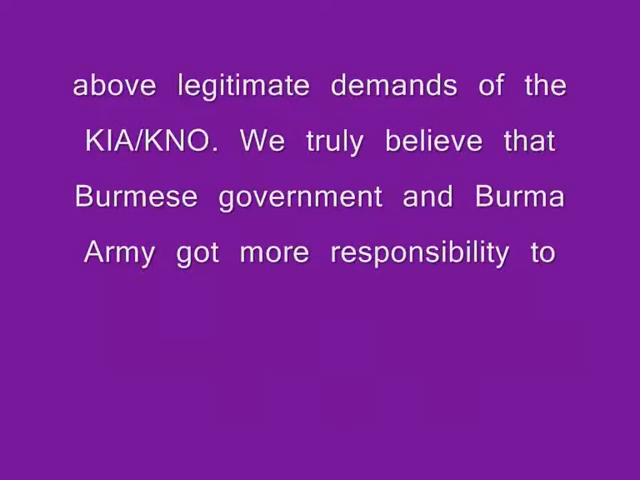 above legitimate demands of the
KIA/KNO. We truly believe that
Burmese government and Burma
Army got more responsibility to